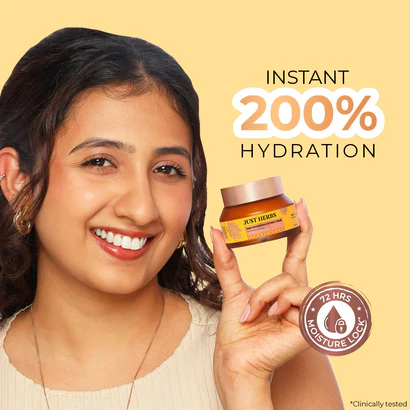 INSTANT
200%
HYDRATION
JUST HERBS
72 HRS
MOISTURE LOCK*
*Clinically tested